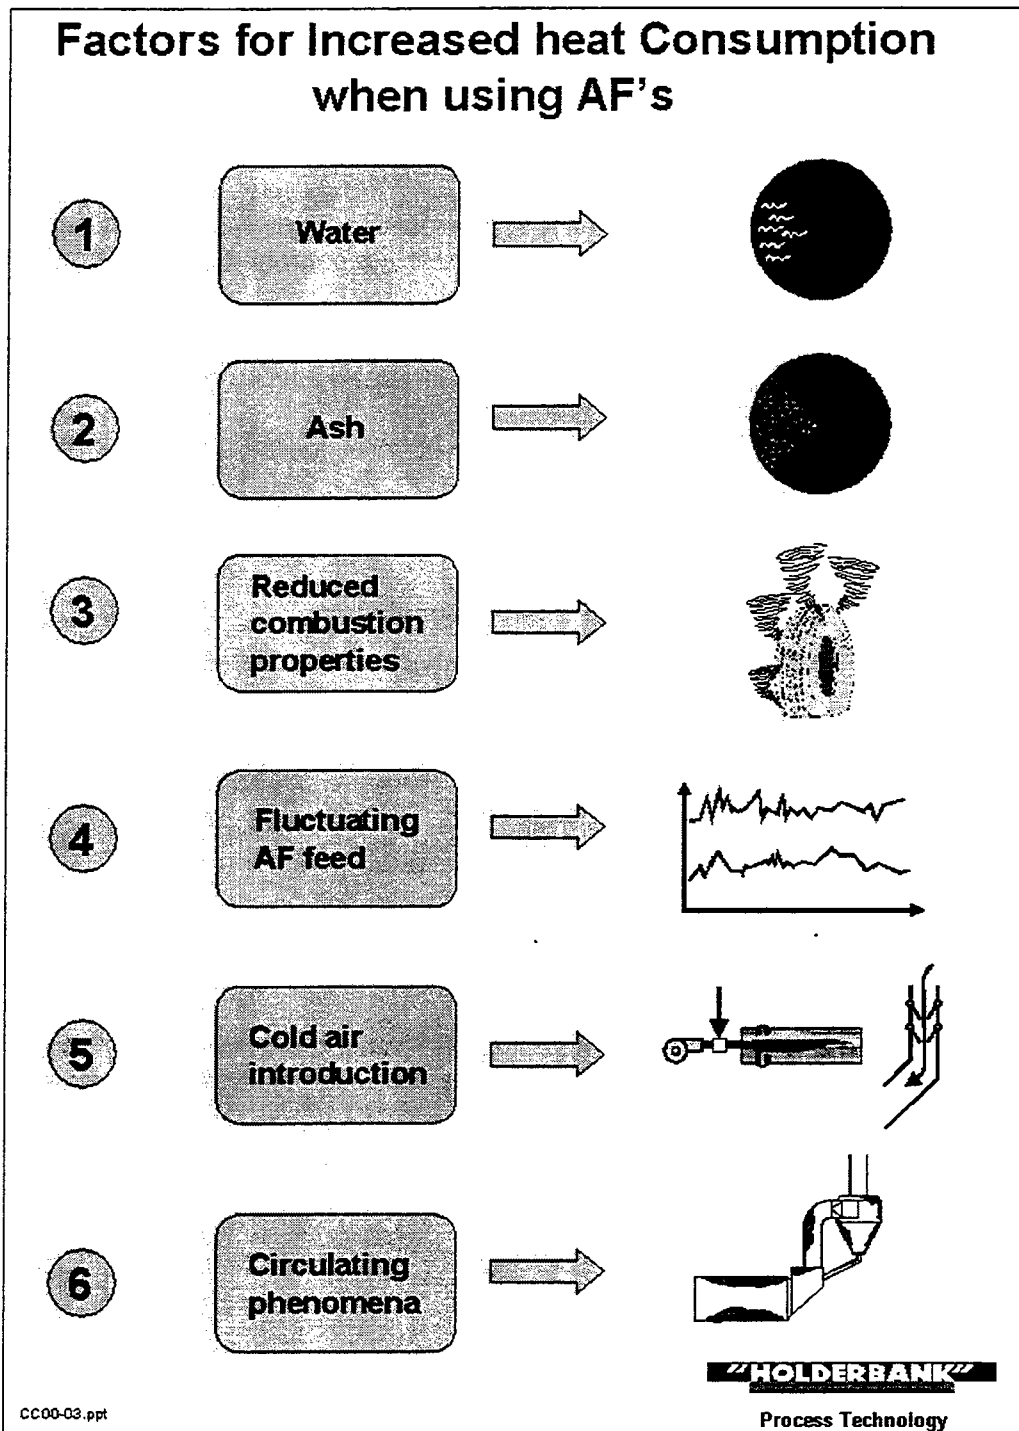 Factors for Increased heat Consumption
when using AF's
1
Water
2
Ash
3
Reduced
combustion
properties
4
Fluctuating
AF feed
5
Cold air
introduction
6
Circulating
phenomena
"HOLDERBANK"
CC00-03.ppt
Process Technology